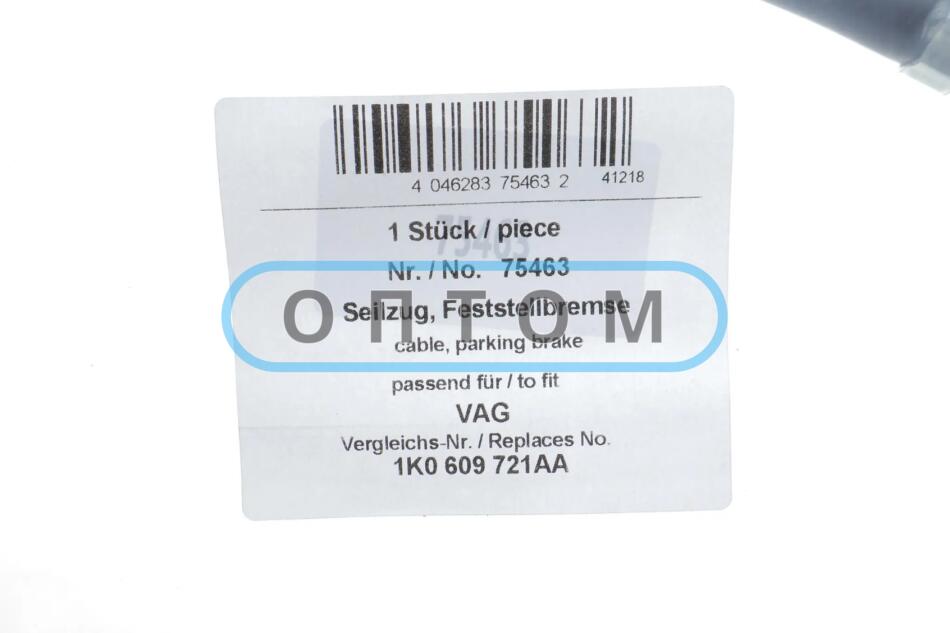 4 046283 75463 2 41218
1 Stück / piece
75463
Nr. / No. 75463
Seilzug, Feststellbremse
ОПТОМ
cable, parking brake
passend für / to fit
VAG
Vergleichs-Nr. / Replaces No.
1K0 609 721AA